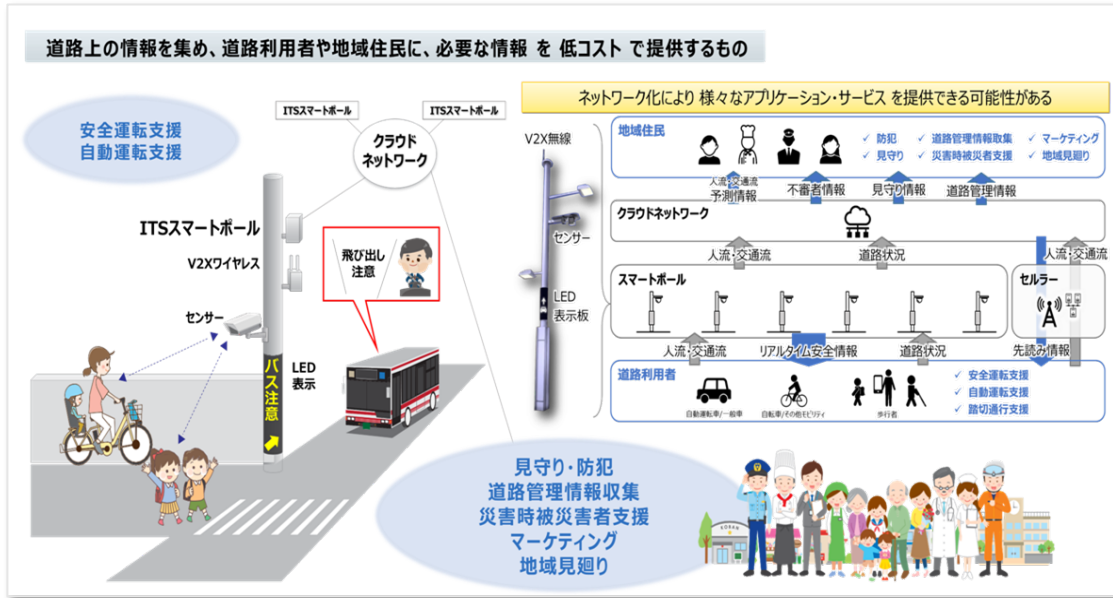 道路上の情報を集め、道路利用者や地域住民に、必要な情報 を 低コスト で提供するもの
安全運転支援
自動運転支援
ITSスマートポール
ITSスマートポール
クラウド
ネットワーク
ITSスマートポール
V2Xワイヤレス
センサー
飛び出し
注意
LED
表示
バス注意
見守り・防犯
道路管理情報収集
災害時被災害者支援
マーケティング
地域見廻り
ネットワーク化により 様々なアプリケーション・サービス を提供できる可能性がある
V2X無線
センサー
LED
表示板
地域住民
✓ 防犯 ✓ 道路管理情報取集 ✓ マーケティング
✓ 見守り ✓ 災害時被災者支援 ✓ 地域見廻り
人流・交通流
予測情報
不審者情報
見守り情報
道路管理情報
クラウドネットワーク
人流・交通流
道路状況
人流・交通流
スマートポール
セルラー
人流・交通流
リアルタイム安全情報
道路状況
先読み情報
道路利用者
自動運転車/一般車
自転車/その他モビリティ
歩行者
✓ 安全運転支援
✓ 自動運転支援
✓ 踏切通行支援
KOBAN